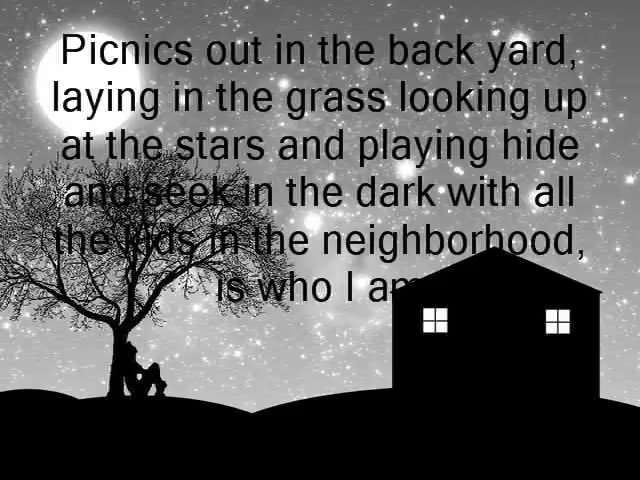 Picnics out in the back yard,
laying in the grass looking up
at the stars and playing hide
and seek in the dark with all
the kids in the neighborhood,
is who I am